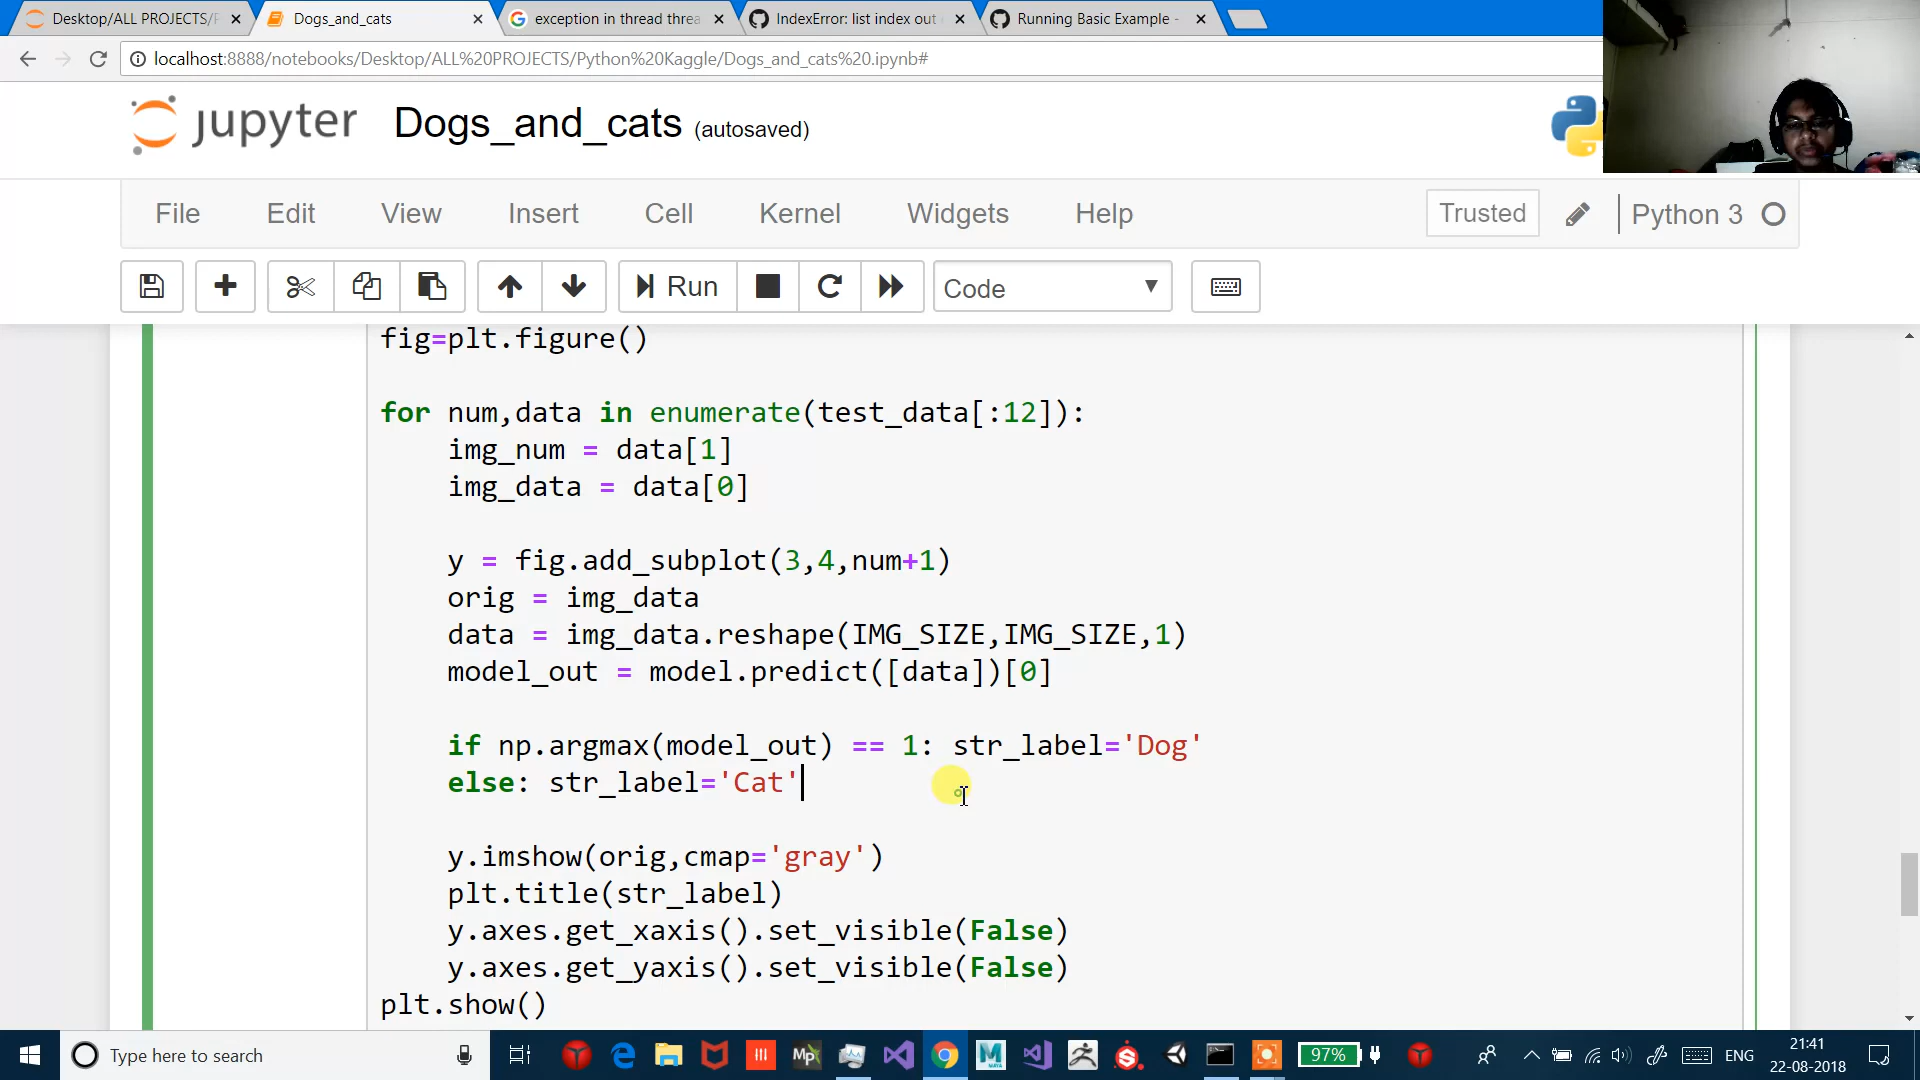 Desktop/ALL PROJECTS/P
Dogs_and_cats
exception in thread threa
IndexError: list index out
Running Basic Example -
localhost:8888/notebooks/Desktop/ALL%20PROJECTS/Python%20Kaggle/Dogs_and_cats%20.ipynb#
jupyter
Dogs_and_cats (autosaved)
File Edit View Insert Cell Kernel Widgets Help
Trusted
Python 3
Run
Code
fig=plt.figure()
for num,data in enumerate(test_data[:12]):
img_num = data[1]
img_data = data[0]
y = fig.add_subplot(3,4,num+1)
orig = img_data
data = img_data.reshape(IMG_SIZE,IMG_SIZE,1)
model_out = model.predict([data])[0]
if np.argmax(model_out) == 1: str_label='Dog'
else: str_label='Cat'
y.imshow(orig,cmap='gray')
plt.title(str_label)
y.axes.get_xaxis().set_visible(False)
y.axes.get_yaxis().set_visible(False)
plt.show()
Type here to search
Mp
MAYA
97%
ENG
21:41
22-08-2018